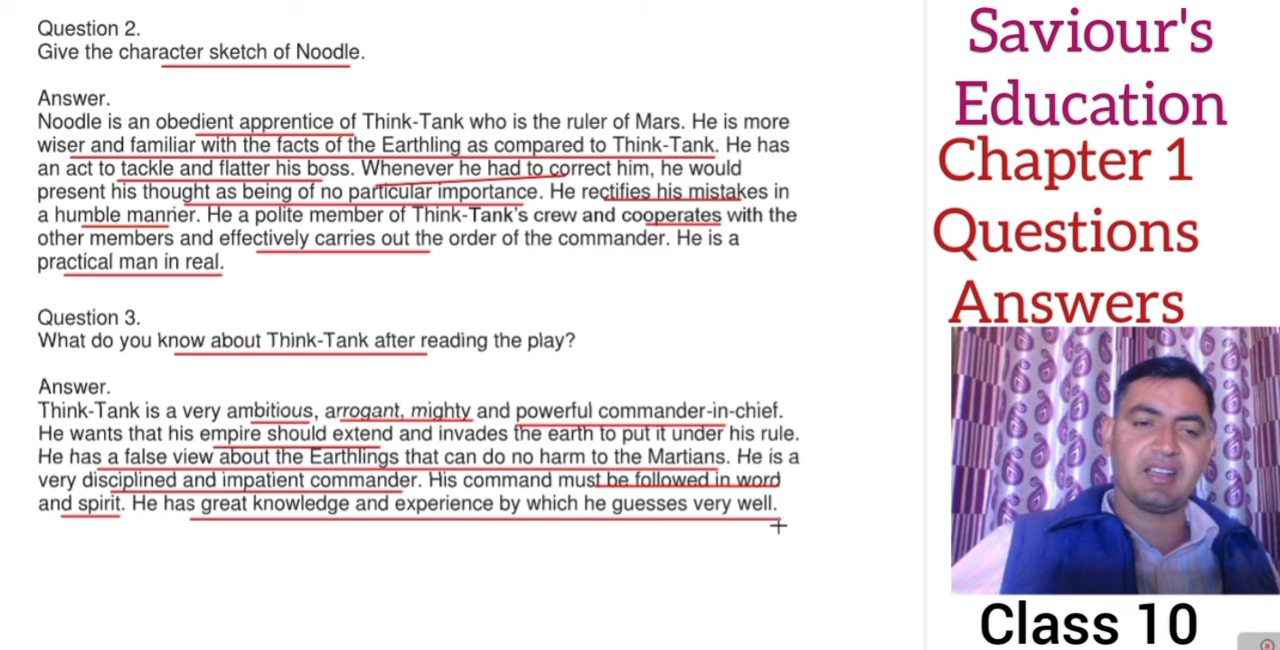 Question 2.
Give the character sketch of Noodle.
Answer.
Noodle is an obedient apprentice of Think-Tank who is the ruler of Mars. He is more
wiser and familiar with the facts of the Earthling as compared to Think-Tank. He has
an act to tackle and flatter his boss. Whenever he had to correct him, he would
present his thought as being of no particular importance. He rectifies his mistakes in
a humble manner. He a polite member of Think-Tank's crew and cooperates with the
other members and effectively carries out the order of the commander. He is a
practical man in real.
Question 3.
What do you know about Think-Tank after reading the play?
Answer.
Think-Tank is a very ambitious, arrogant, mighty and powerful commander-in-chief.
He wants that his empire should extend and invades the earth to put it under his rule.
He has a false view about the Earthlings that can do no harm to the Martians. He is a
very disciplined and impatient commander. His command must be followed in word
and spirit. He has great knowledge and experience by which he guesses very well.
Saviour's
Education
Chapter 1
Questions
Answers
Class 10